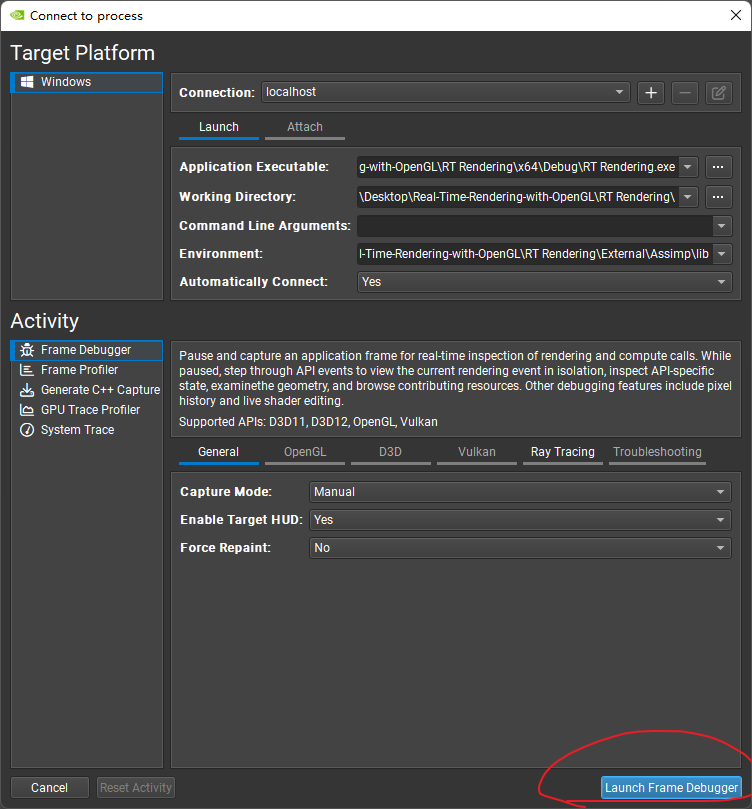 Connect to process
Target Platform
Windows
Connection: localhost
Launch Attach
Application Executable: g-with-OpenGL\RT Rendering\x64\Debug\RT Rendering.exe
Working Directory: \Desktop\Real-Time-Rendering-with-OpenGL\RT Rendering\
Command Line Arguments:
Environment: l-Time-Rendering-with-OpenGL\RT Rendering\External\Assimp\lib
Automatically Connect: Yes
Activity
Frame Debugger
Frame Profiler
Generate C++ Capture
GPU Trace Profiler
System Trace
Pause and capture an application frame for real-time inspection of rendering and compute calls. While
paused, step through API events to view the current rendering event in isolation, inspect API-specific
state, examinethe geometry, and browse contributing resources. Other debugging features include pixel
history and live shader editing.
Supported APIs: D3D11, D3D12, OpenGL, Vulkan
General OpenGL D3D Vulkan Ray Tracing Troubleshooting
Capture Mode: Manual
Enable Target HUD: Yes
Force Repaint: No
Cancel Reset Activity Launch Frame Debugger